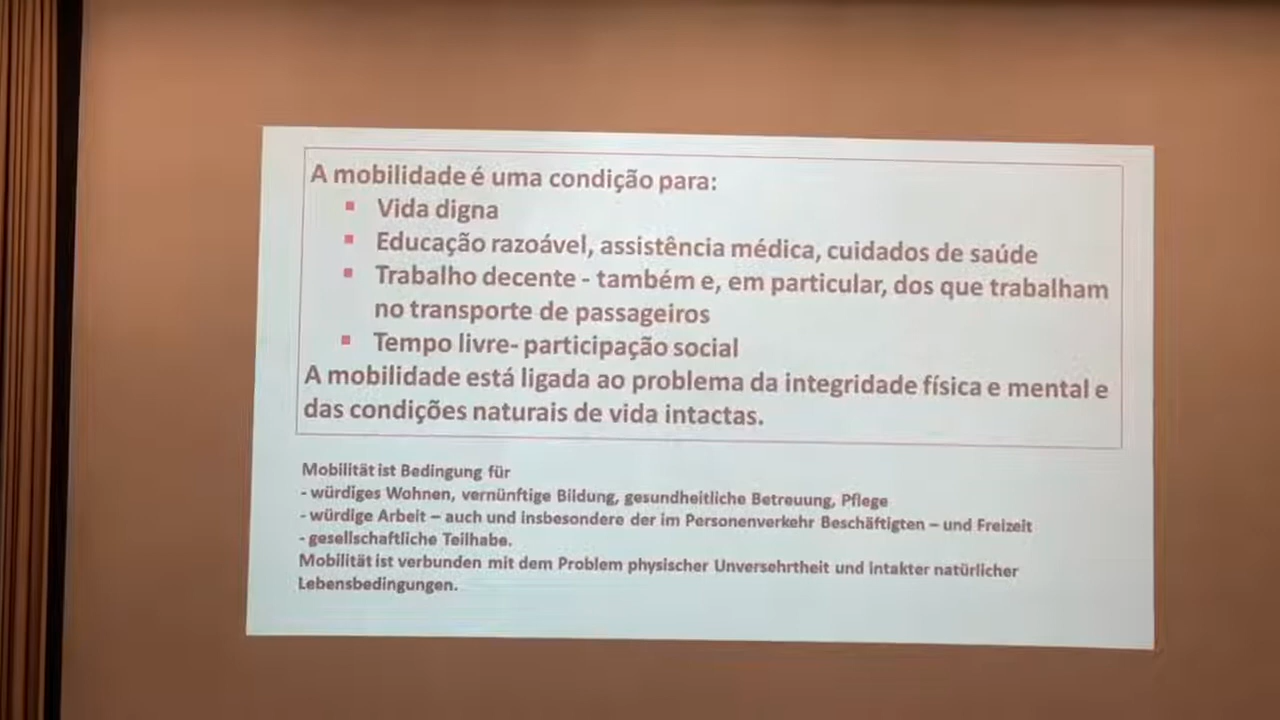 A mobilidade é uma condição para:
▪ Vida digna
▪ Educação razoável, assistência médica, cuidados de saúde
▪ Trabalho decente - também e, em particular, dos que trabalham
no transporte de passageiros
▪ Tempo livre- participação social
A mobilidade está ligada ao problema da integridade física e mental e
das condições naturais de vida intactas.
Mobilität ist Bedingung für
- würdiges Wohnen, vernünftige Bildung, gesundheitliche Betreuung, Pflege
- würdige Arbeit – auch und insbesondere der im Personenverkehr Beschäftigten – und Freizeit
- gesellschaftliche Teilhabe.
Mobilität ist verbunden mit dem Problem physischer Unversehrtheit und intakter natürlicher
Lebensbedingungen.